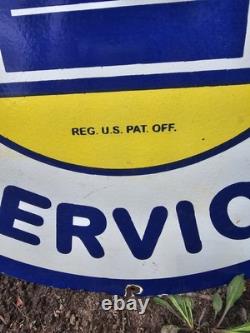 REG. U.S. PAT. OFF.
ERVIC